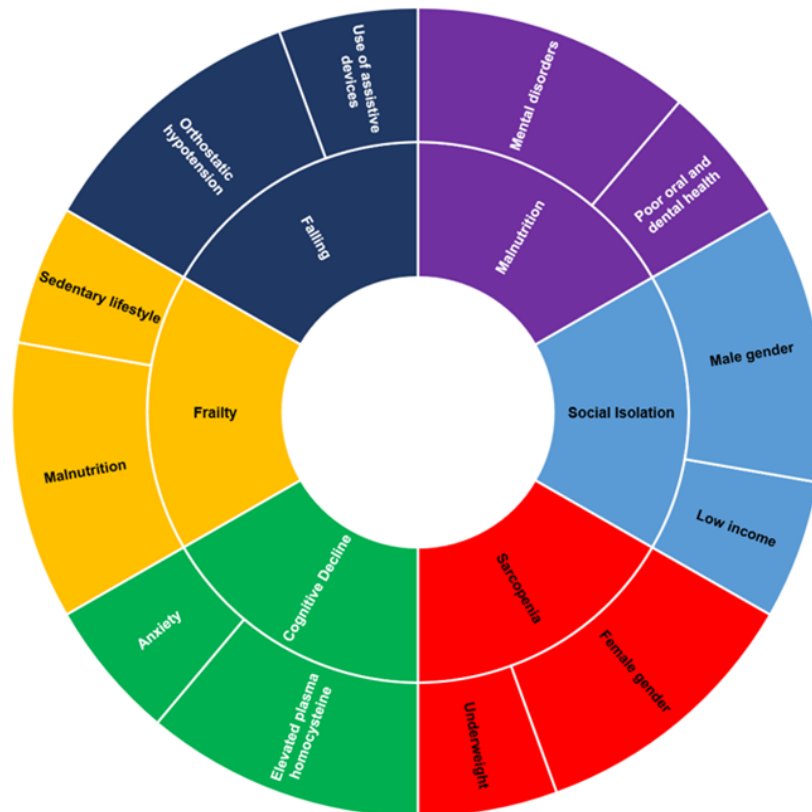 Use of assistive
devices
Orthostatic
hypotension
Falling
Mental disorders
Poor oral and
dental health
Malnutrition
Sedentary lifestyle
Malnutrition
Frailty
Male gender
Social Isolation
Low income
Anxiety
Elevated plasma
homocysteine
Cognitive Decline
Sarcopenia
Female gender
Underweight